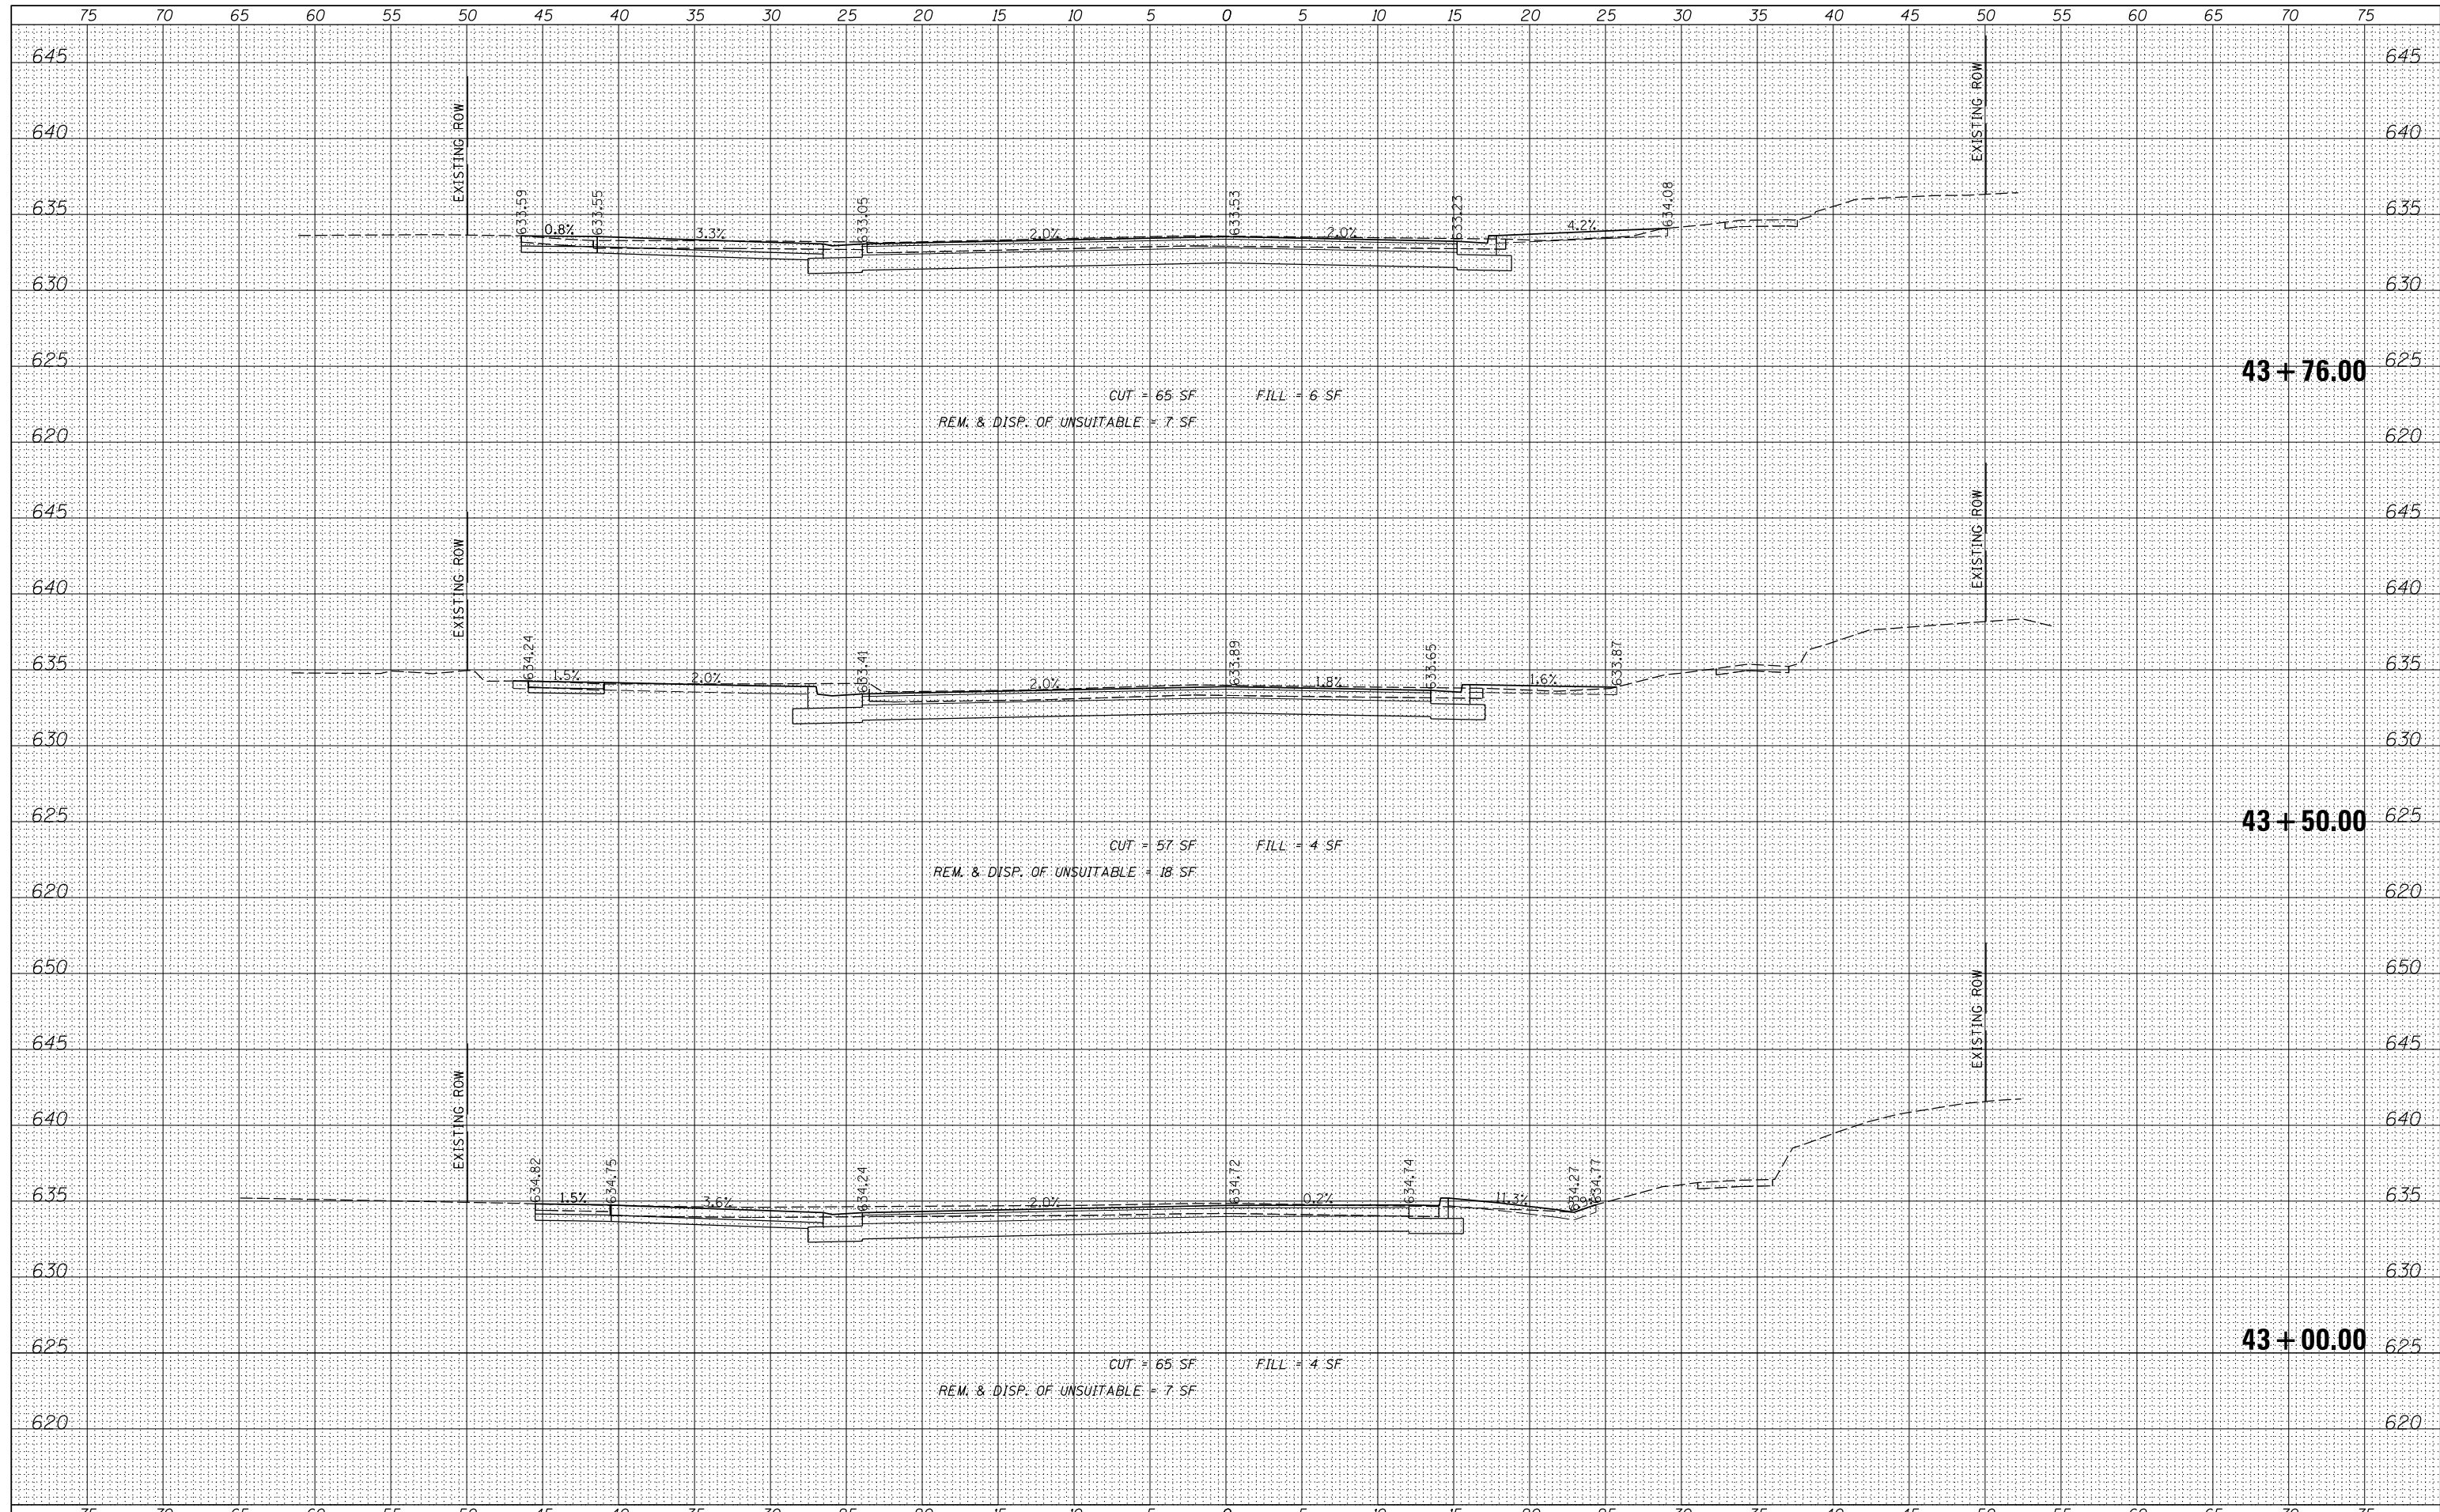 75 70 65 60 55 50 45 40 35 30 25 20 15 10 5 0 5 10 15 20 25 30 35 40 45 50 55 60 65 70 75
645 645
EXISTING ROW EXISTING ROW
640 640
635 633.59 633.55 633.05 633.53 633.23 634.08 635
0.8% 3.3% 2.0% 2.0% 4.2%
630 630
625 43+76.00 625
CUT = 65 SF FILL = 6 SF
REM. & DISP. OF UNSUITABLE = 7 SF
620 620
645 645
EXISTING ROW EXISTING ROW
640 640
635 634.24 633.41 633.89 633.65 633.87 635
1.5% 2.0% 2.0% 1.8% 1.6%
630 630
625 43+50.00 625
CUT = 57 SF FILL = 4 SF
REM. & DISP. OF UNSUITABLE = 18 SF
620 620
650 650
645 645
EXISTING ROW EXISTING ROW
640 640
635 634.82 634.75 634.24 634.72 634.74 634.27 634.77 635
1.5% 3.6% 2.0% 0.2% 11.3%
630 630
625 43+00.00 625
CUT = 65 SF FILL = 4 SF
REM. & DISP. OF UNSUITABLE = 7 SF
620 620
75 70 65 60 55 50 45 40 35 30 25 20 15 10 5 0 5 10 15 20 25 30 35 40 45 50 55 60 65 70 75